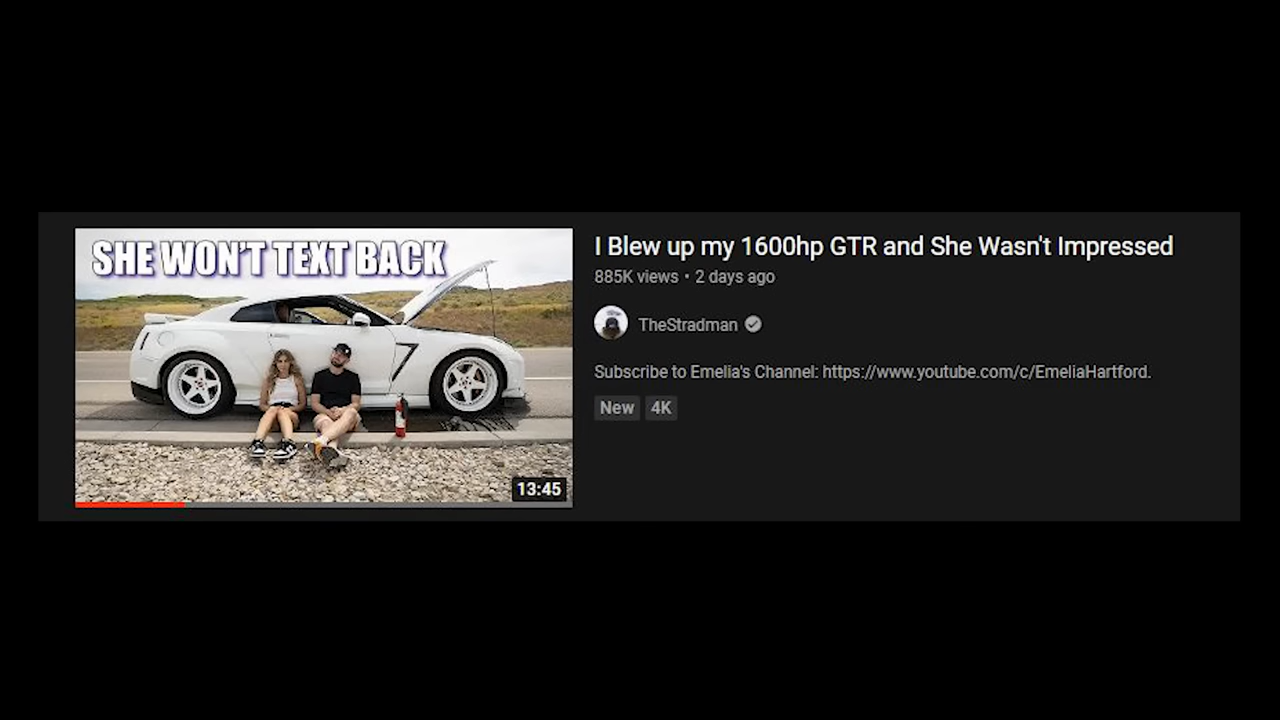 SHE WON'T TEXT BACK
13:45
I Blew up my 1600hp GTR and She Wasn't Impressed
885K views • 2 days ago
TheStradman
Subscribe to Emelia's Channel: https://www.youtube.com/c/EmeliaHartford.
New 4K